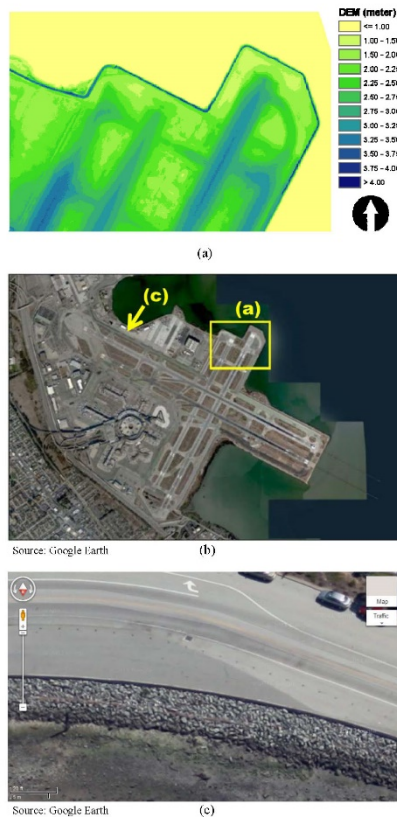 DEM (meter)
<= 1.00
1.00 - 1.50
1.50 - 2.00
2.00 - 2.25
2.25 - 2.50
2.50 - 2.75
2.75 - 3.00
3.00 - 3.25
3.25 - 3.50
3.50 - 3.75
3.75 - 4.00
> 4.00
(a)
(c)
(a)
Source: Google Earth
(b)
Map
Traffic
Source: Google Earth
(c)